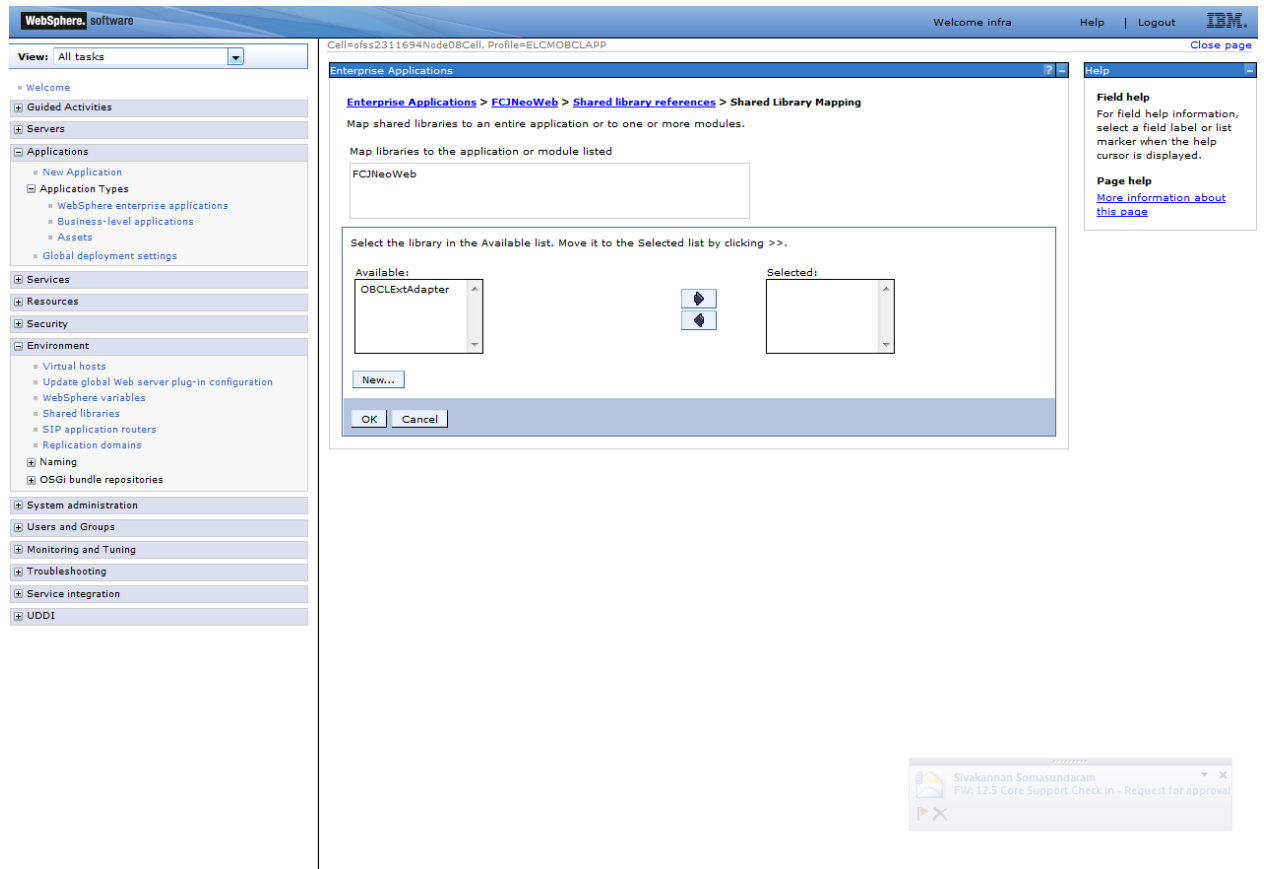 WebSphere. software
Welcome infra
Help | Logout
IBM.
View: All tasks
Welcome
Guided Activities
Servers
Applications
New Application
Application Types
WebSphere enterprise applications
Business-level applications
Assets
Global deployment settings
Services
Resources
Security
Environment
Virtual hosts
Update global Web server plug-in configuration
WebSphere variables
Shared libraries
SIP application routers
Replication domains
Naming
OSGi bundle repositories
System administration
Users and Groups
Monitoring and Tuning
Troubleshooting
Service integration
UDDI
Cell=ofss2311694Node08Cell, Profile=ELCMOBCLAPP
Close page
Enterprise Applications
?
Enterprise Applications > FCJNeoWeb > Shared library references > Shared Library Mapping
Map shared libraries to an entire application or to one or more modules.
Map libraries to the application or module listed
FCJNeoWeb
Select the library in the Available list. Move it to the Selected list by clicking >>.
Available:
OBCLExtAdapter
Selected:
New...
OK
Cancel
Help
Field help
For field help information,
select a field label or list
marker when the help
cursor is displayed.
Page help
More information about
this page
Sivakannan Somasundaram
FW: 12.5 Core Support Check in - Request for approval